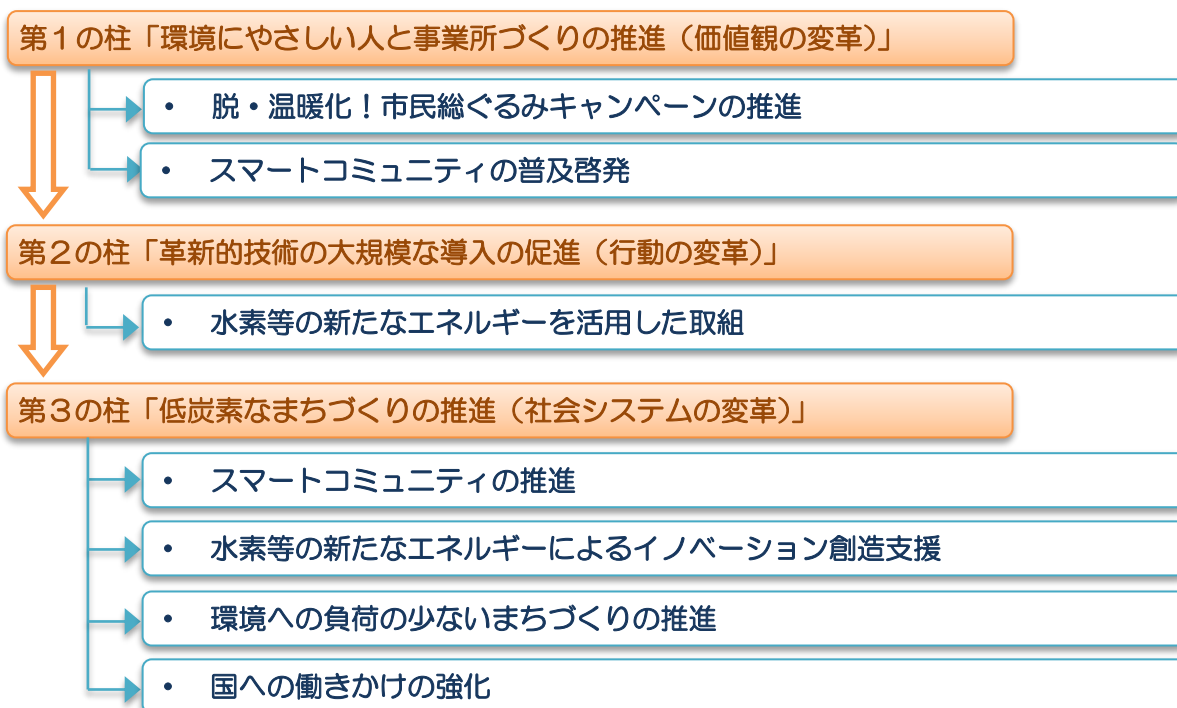 第１の柱「環境にやさしい人と事業所づくりの推進（価値観の変革）」
• 脱・温暖化！市民総ぐるみキャンペーンの推進
• スマートコミュニティの普及啓発
第２の柱「革新的技術の大規模な導入の促進（行動の変革）」
• 水素等の新たなエネルギーを活用した取組
第３の柱「低炭素なまちづくりの推進（社会システムの変革）」
• スマートコミュニティの推進
• 水素等の新たなエネルギーによるイノベーション創造支援
• 環境への負荷の少ないまちづくりの推進
• 国への働きかけの強化